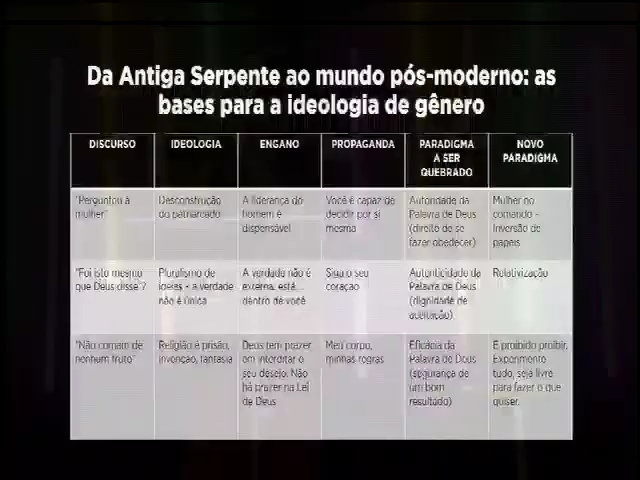 Da Antiga Serpente ao mundo pós-moderno: as
bases para a ideologia de gênero
DISCURSO IDEOLOGIA ENGANO PROPAGANDA PARADIGMA A SER QUEBRADO NOVO PARADIGMA
"Perguntou à
mulher"
Desconstrução
do patriarcado
A liderança do
homem é
dispensável
Você é capaz de
decidir por si
mesma
Autoridade da
Palavra de Deus
(direito de se
fazer obedecer)
Mulher no
comando -
Inversão de
papéis
"Foi isto mesmo
que Deus disse"?
Pluralismo de
ideias - a verdade
não é única
A verdade não é
externa, está...
dentro de você
Siga o seu
coração
Autenticidade da
Palavra de Deus
(dignidade de
aceitação)
Relativização
"Não comam de
nenhum fruto"
Religião é prisão,
invenção, fantasia
Deus tem prazer
em interditar o
seu desejo. Não
há prazer na Lei
de Deus
Meu corpo,
minhas regras
Eficácia da
Palavra de Deus
(segurança de
um bom
resultado)
É proibido proibir.
Experimente
tudo, seja livre
para fazer o que
quiser.